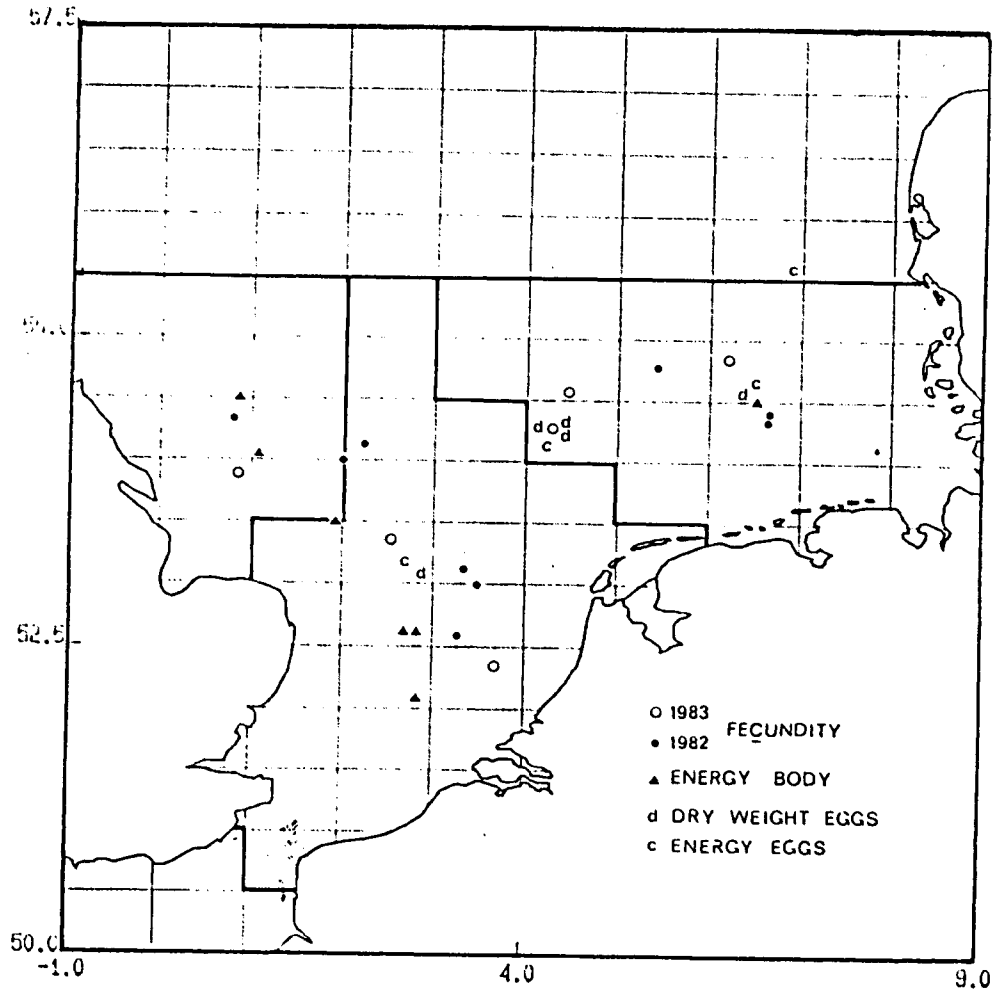 57.5
c
c
d
d d
d
c
c
d
52.5
○ 1983
FECUNDITY
• 1982
▲ ENERGY BODY
d DRY WEIGHT EGGS
c ENERGY EGGS
50.0
-1.0 4.0 9.0